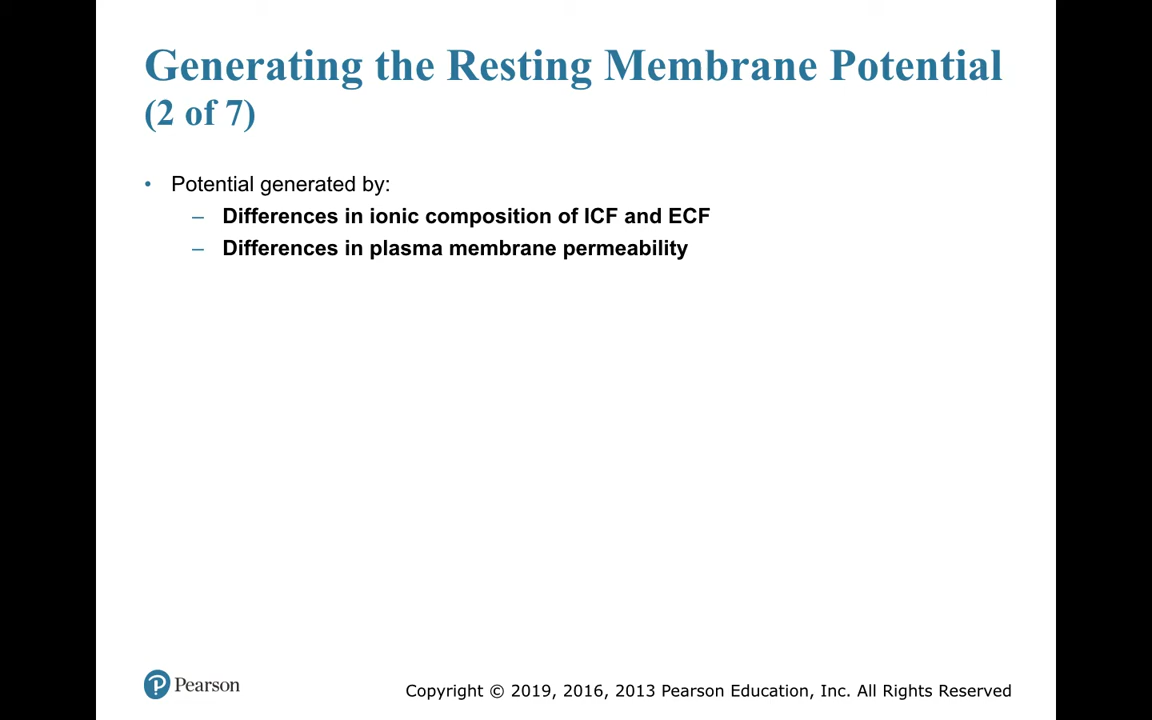 Generating the Resting Membrane Potential
(2 of 7)
• Potential generated by:
– Differences in ionic composition of ICF and ECF
– Differences in plasma membrane permeability
Pearson
Copyright © 2019, 2016, 2013 Pearson Education, Inc. All Rights Reserved